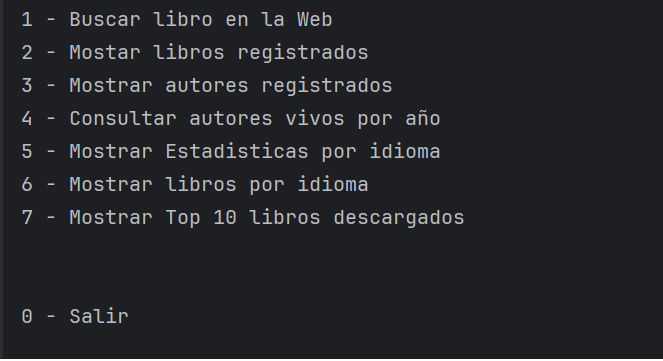 1 - Buscar libro en la Web
2 - Mostar libros registrados
3 - Mostrar autores registrados
4 - Consultar autores vivos por año
5 - Mostrar Estadisticas por idioma
6 - Mostrar libros por idioma
7 - Mostrar Top 10 libros descargados
0 - Salir